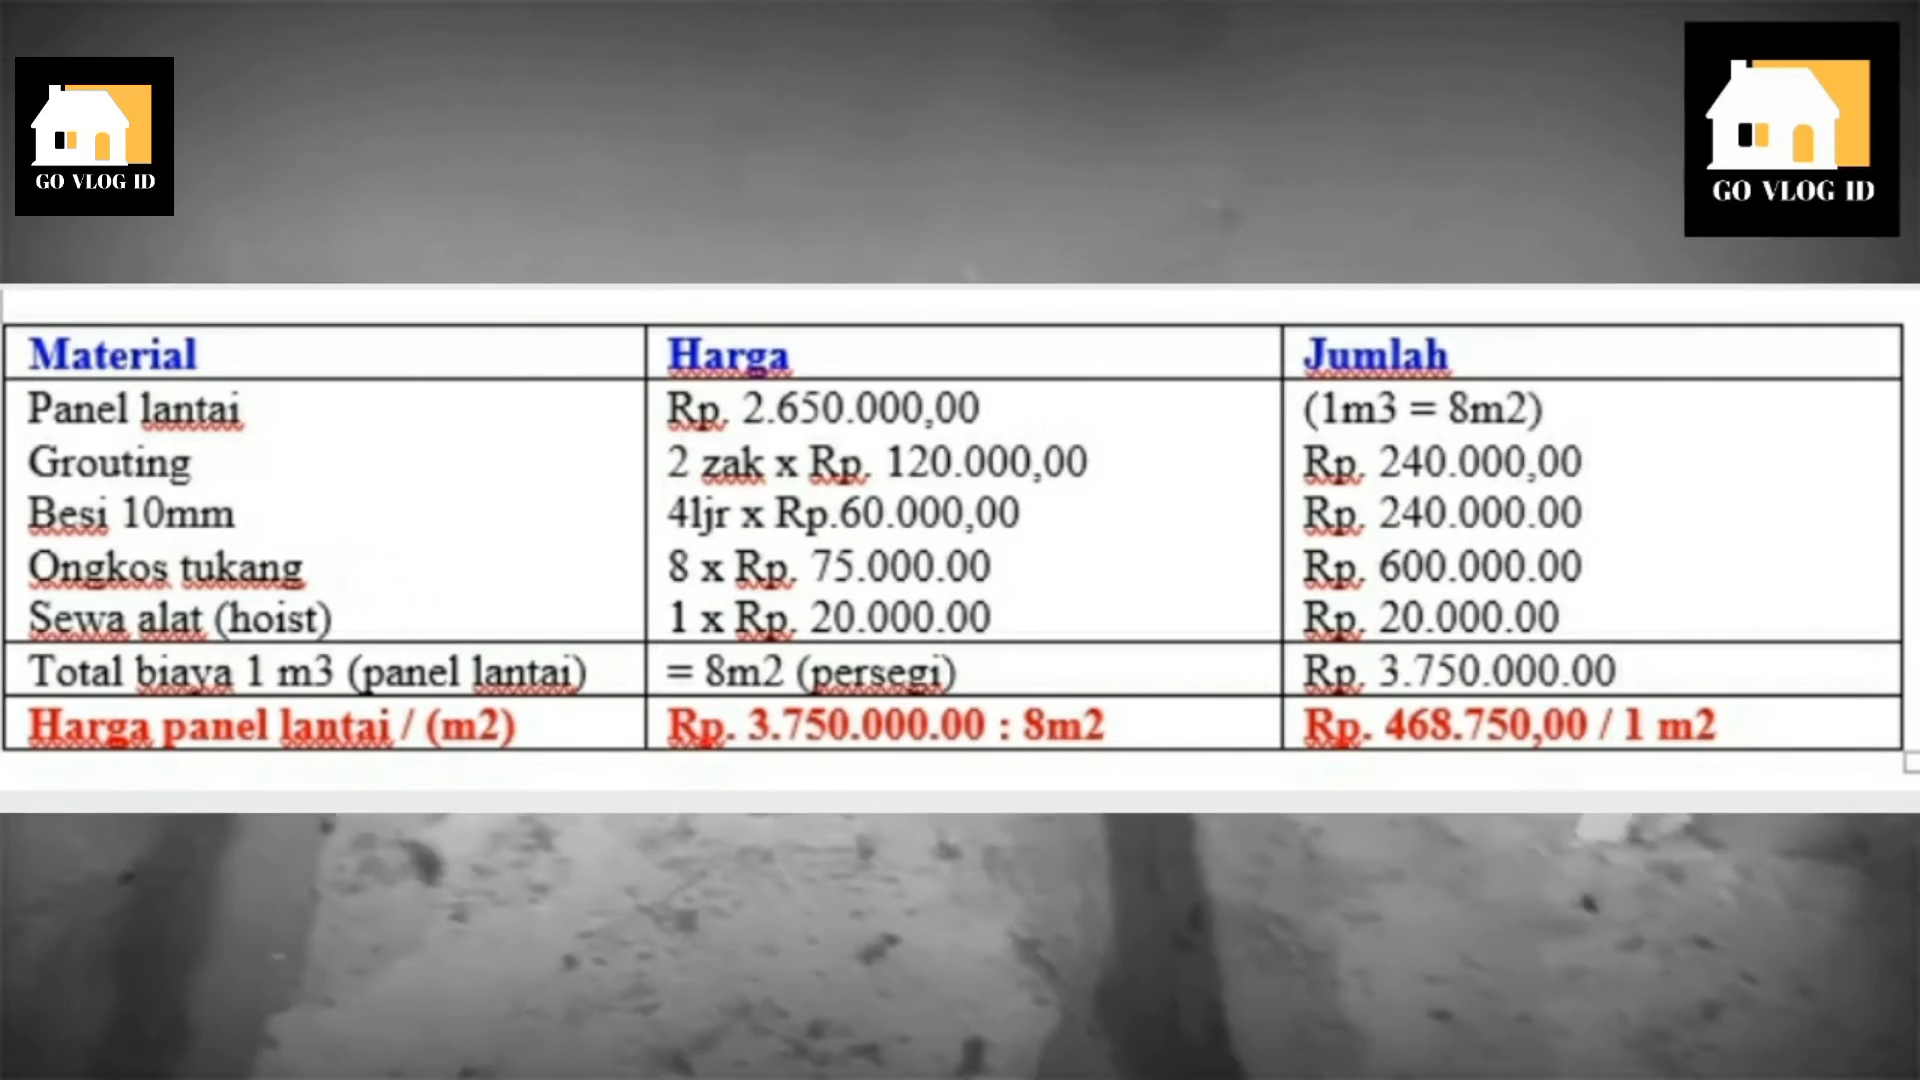 GO VLOG ID
GO VLOG ID
Material Harga Jumlah
Panel lantai Rp. 2.650.000,00 (1m3 = 8m2)
Grouting 2 zak x Rp. 120.000,00 Rp. 240.000,00
Besi 10mm 4ljr x Rp.60.000,00 Rp. 240.000.00
Ongkos tukang 8 x Rp. 75.000.00 Rp. 600.000.00
Sewa alat (hoist) 1 x Rp. 20.000.00 Rp. 20.000.00
Total biaya 1 m3 (panel lantai) = 8m2 (persegi) Rp. 3.750.000.00
Harga panel lantai / (m2) Rp. 3.750.000.00 : 8m2 Rp. 468.750,00 / 1 m2